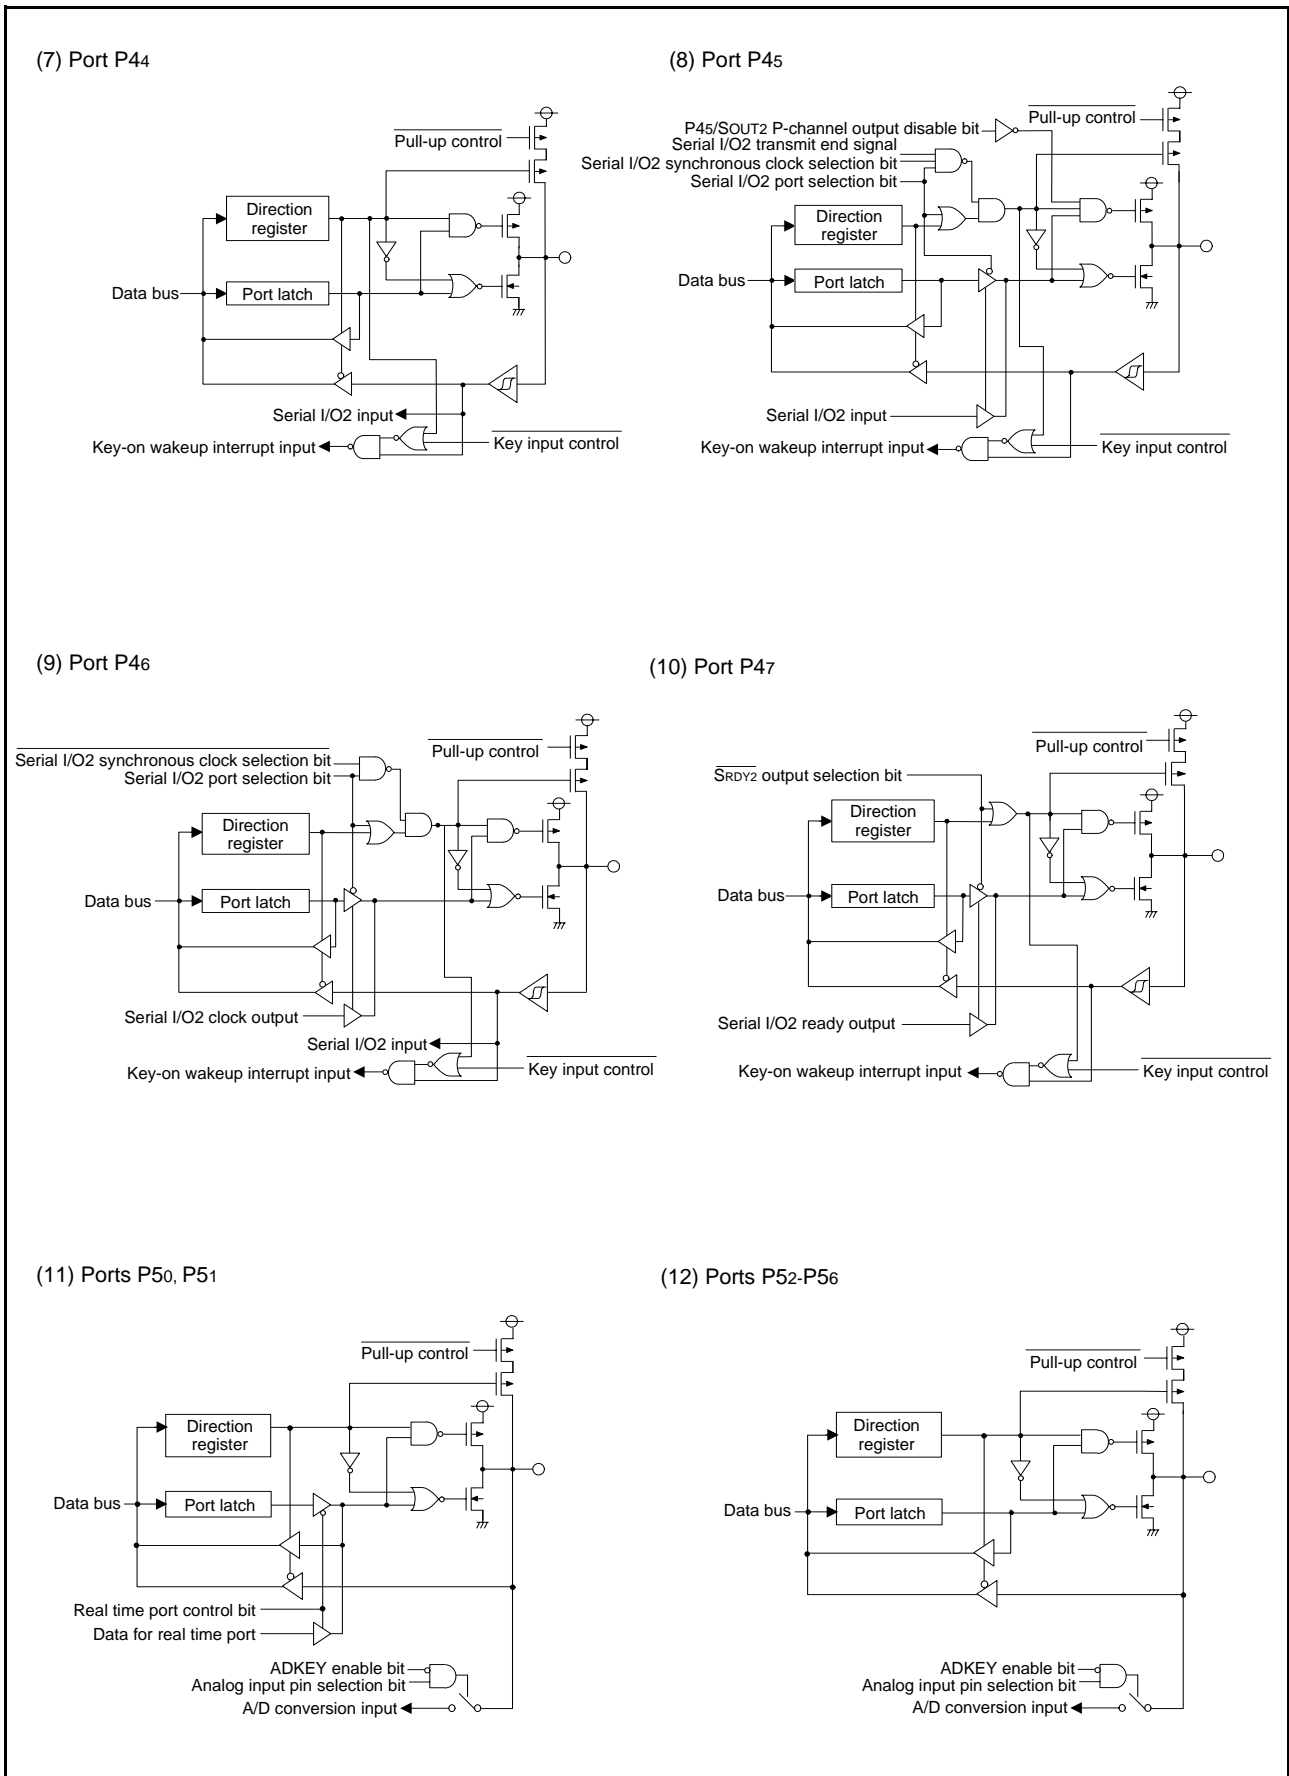 (7) Port P44
Pull-up control
Direction
register
Data bus
Port latch
Serial I/O2 input
Key-on wakeup interrupt input
Key input control
(8) Port P45
Pull-up control
P45/SOUT2 P-channel output disable bit
Serial I/O2 transmit end signal
Serial I/O2 synchronous clock selection bit
Serial I/O2 port selection bit
Direction
register
Data bus
Port latch
Serial I/O2 input
Key-on wakeup interrupt input
Key input control
(9) Port P46
Pull-up control
Serial I/O2 synchronous clock selection bit
Serial I/O2 port selection bit
Direction
register
Data bus
Port latch
Serial I/O2 clock output
Serial I/O2 input
Key-on wakeup interrupt input
Key input control
(10) Port P47
Pull-up control
SRDY2 output selection bit
Direction
register
Data bus
Port latch
Serial I/O2 ready output
Key-on wakeup interrupt input
Key input control
(11) Ports P50, P51
Pull-up control
Direction
register
Data bus
Port latch
Real time port control bit
Data for real time port
ADKEY enable bit
Analog input pin selection bit
A/D conversion input
(12) Ports P52-P56
Pull-up control
Direction
register
Data bus
Port latch
ADKEY enable bit
Analog input pin selection bit
A/D conversion input